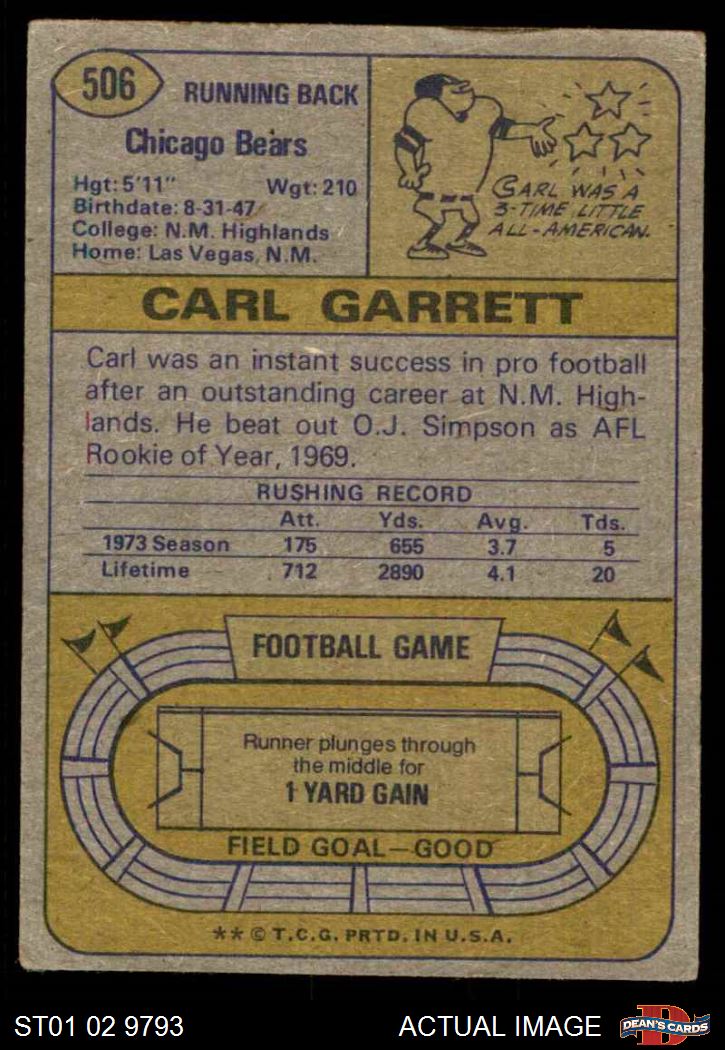 506
RUNNING BACK
Chicago Bears
Hgt: 5'11" Wgt: 210
Birthdate: 8-31-47
College: N.M. Highlands
Home: Las Vegas, N.M.
CARL WAS A
3-TIME LITTLE
ALL-AMERICAN.
CARL GARRETT
Carl was an instant success in pro football
after an outstanding career at N.M. High-
lands. He beat out O.J. Simpson as AFL
Rookie of Year, 1969.
RUSHING RECORD
Att. Yds. Avg. Tds.
1973 Season 175 655 3.7 5
Lifetime 712 2890 4.1 20
FOOTBALL GAME
Runner plunges through
the middle for
1 YARD GAIN
FIELD GOAL—GOOD
** © T.C.G. PRTD. IN U.S.A.
ST01 02 9793 ACTUAL IMAGE
D
DEAN'S CARDS